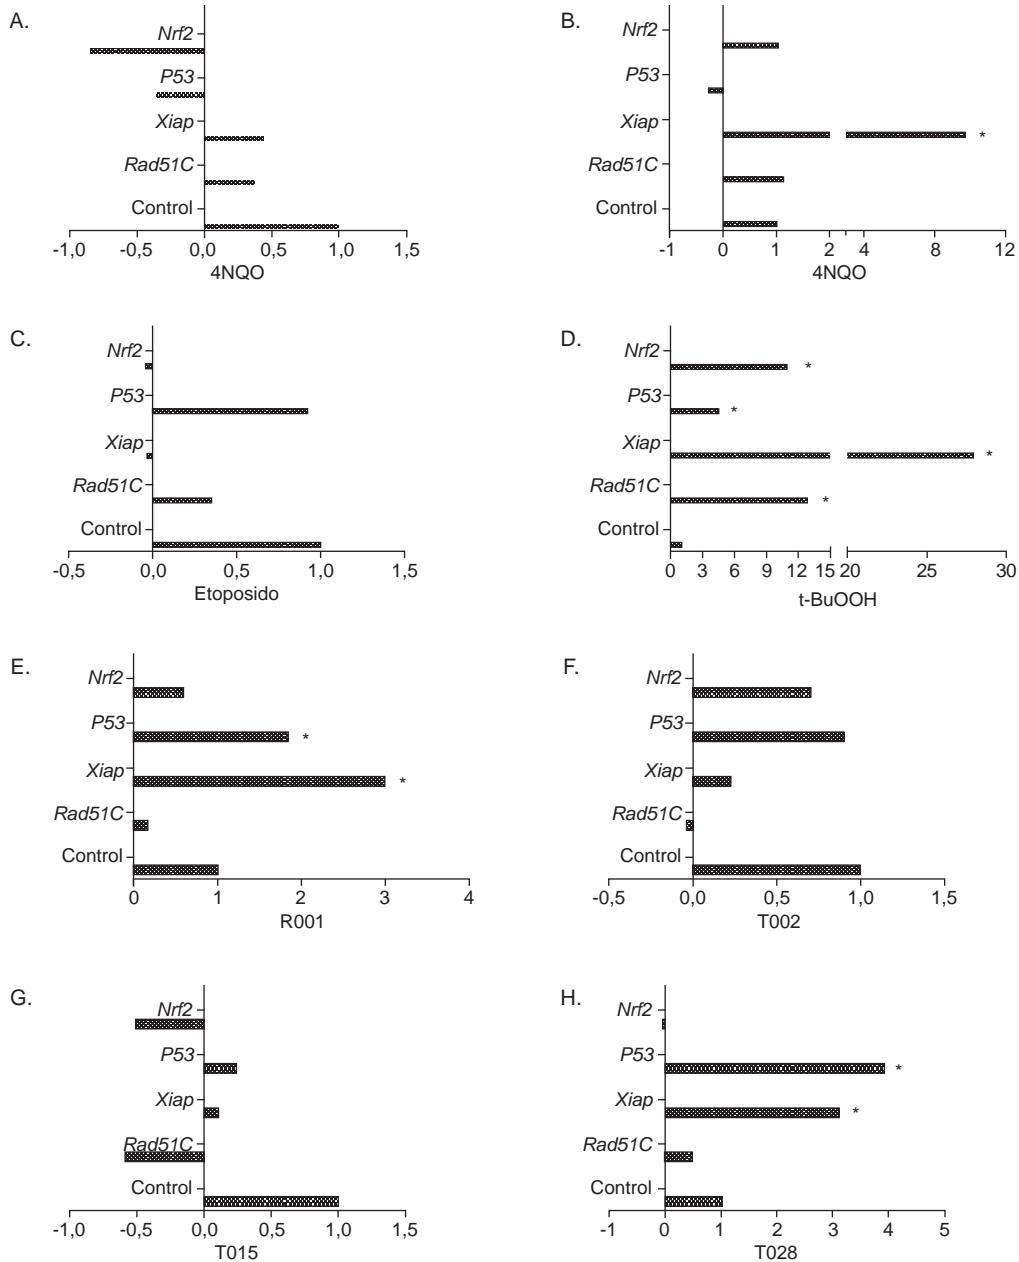 A.
Nrf2
P53
Xiap
Rad51C
Control
-1,0 -0,5 0,0 0,5 1,0 1,5
4NQO
B.
Nrf2
P53
Xiap
*
Rad51C
Control
-1 0 1 2 4 8 12
4NQO
C.
Nrf2
P53
Xiap
Rad51C
Control
-0,5 0,0 0,5 1,0 1,5
Etoposido
D.
Nrf2
*
P53
*
Xiap
*
Rad51C
*
Control
0 3 6 9 12 15 20 25 30
t-BuOOH
E.
Nrf2
P53
*
Xiap
*
Rad51C
Control
0 1 2 3 4
R001
F.
Nrf2
P53
Xiap
Rad51C
Control
-0,5 0,0 0,5 1,0 1,5
T002
G.
Nrf2
P53
Xiap
Rad51C
Control
-1,0 -0,5 0,0 0,5 1,0 1,5
T015
H.
Nrf2
P53
*
Xiap
*
Rad51C
Control
-1 0 1 2 3 4 5
T028